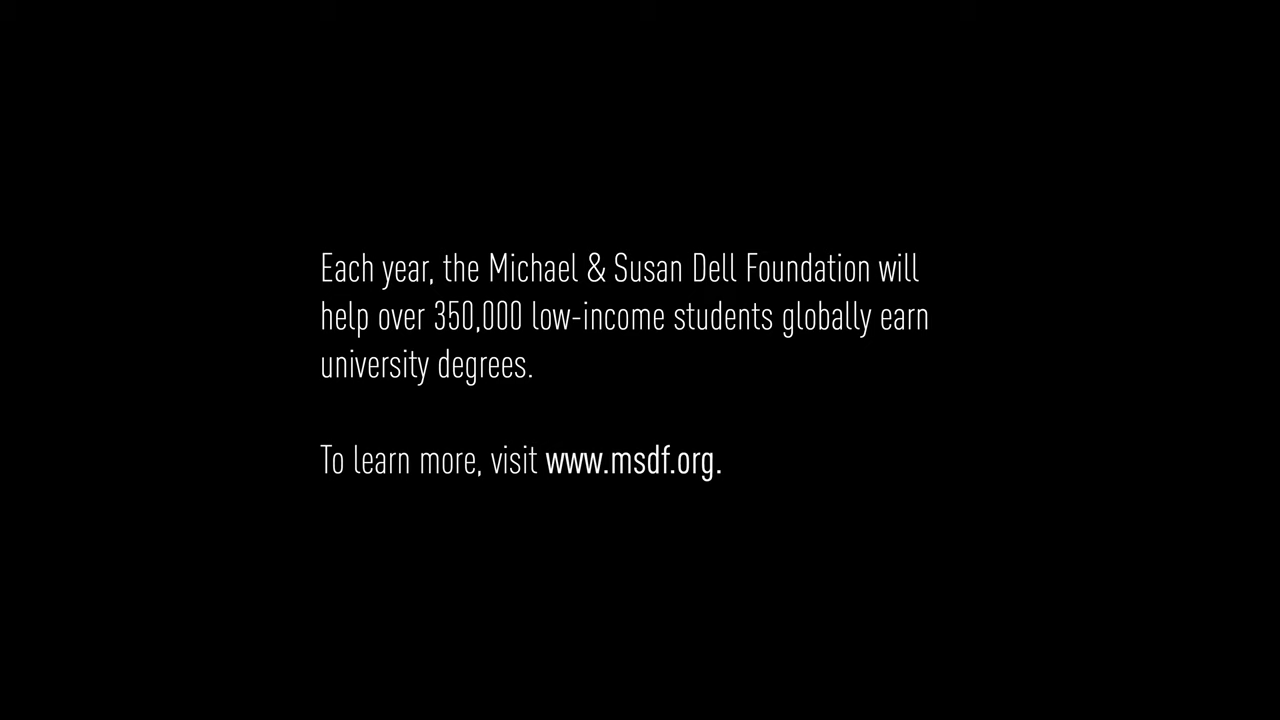 Each year, the Michael & Susan Dell Foundation will
help over 350,000 low-income students globally earn
university degrees.
To learn more, visit www.msdf.org.